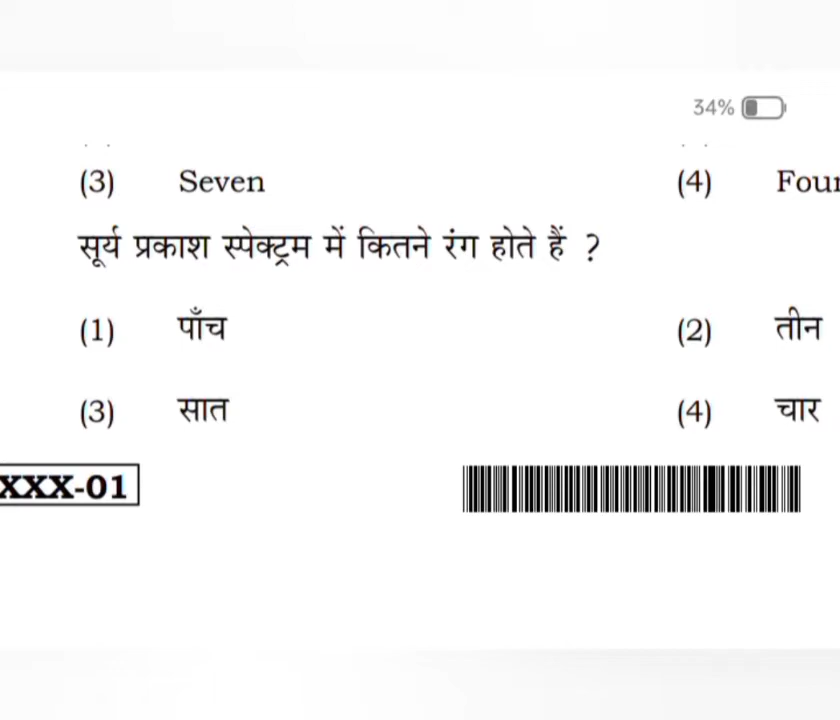 34%
(3) Seven (4) Four
सूर्य प्रकाश स्पेक्ट्रम में कितने रंग होते हैं ?
(1) पाँच (2) तीन
(3) सात (4) चार
XXX-01